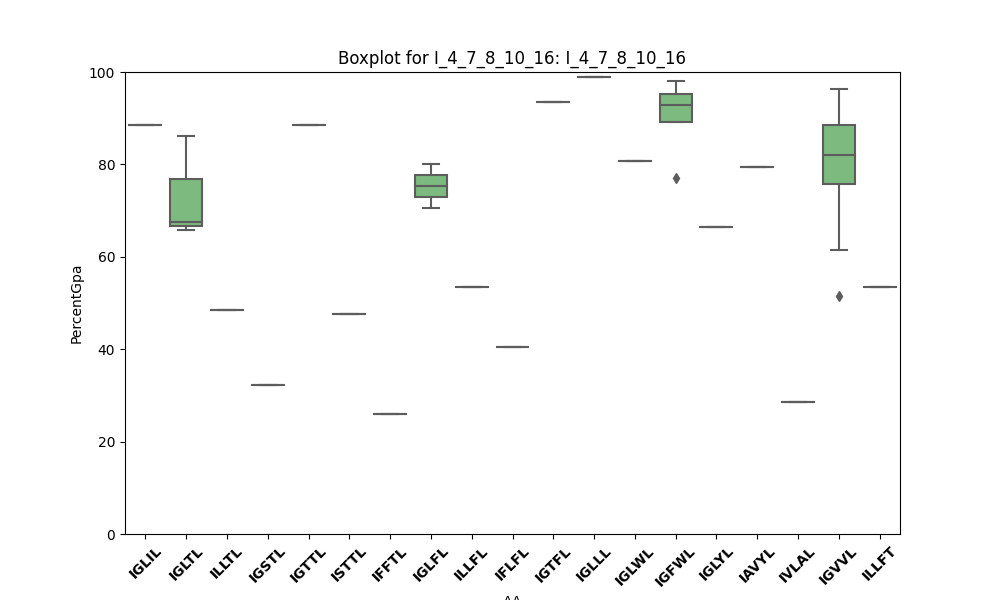 Boxplot for I_4_7_8_10_16: I_4_7_8_10_16
100
80
60
40
20
0
PercentGpa
IGLIL
IGLTL
ILLTL
IGSTL
IGTTL
ISTTL
IFFTL
IGLFL
ILLFL
IFLFL
IGTFL
IGLLL
IGLWL
IGFWL
IGLYL
IAVYL
IVLAL
IGVVL
ILLFT
AA